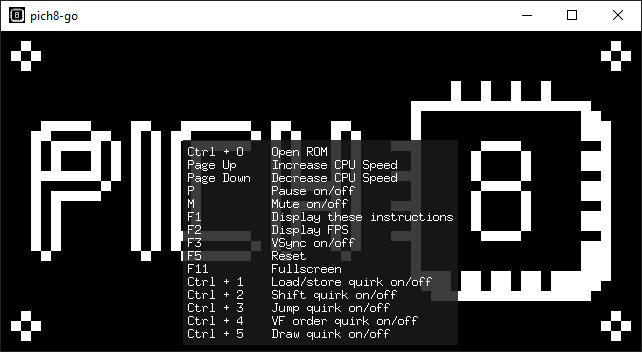 pich8-go
PICH 8
Ctrl + O Open ROM
Page Up Increase CPU Speed
Page Down Decrease CPU Speed
P Pause on/off
M Mute on/off
F1 Display these instructions
F2 Display FPS
F3 VSync on/off
F5 Reset
F11 Fullscreen
Ctrl + 1 Load/store quirk on/off
Ctrl + 2 Shift quirk on/off
Ctrl + 3 Jump quirk on/off
Ctrl + 4 VF order quirk on/off
Ctrl + 5 Draw quirk on/off